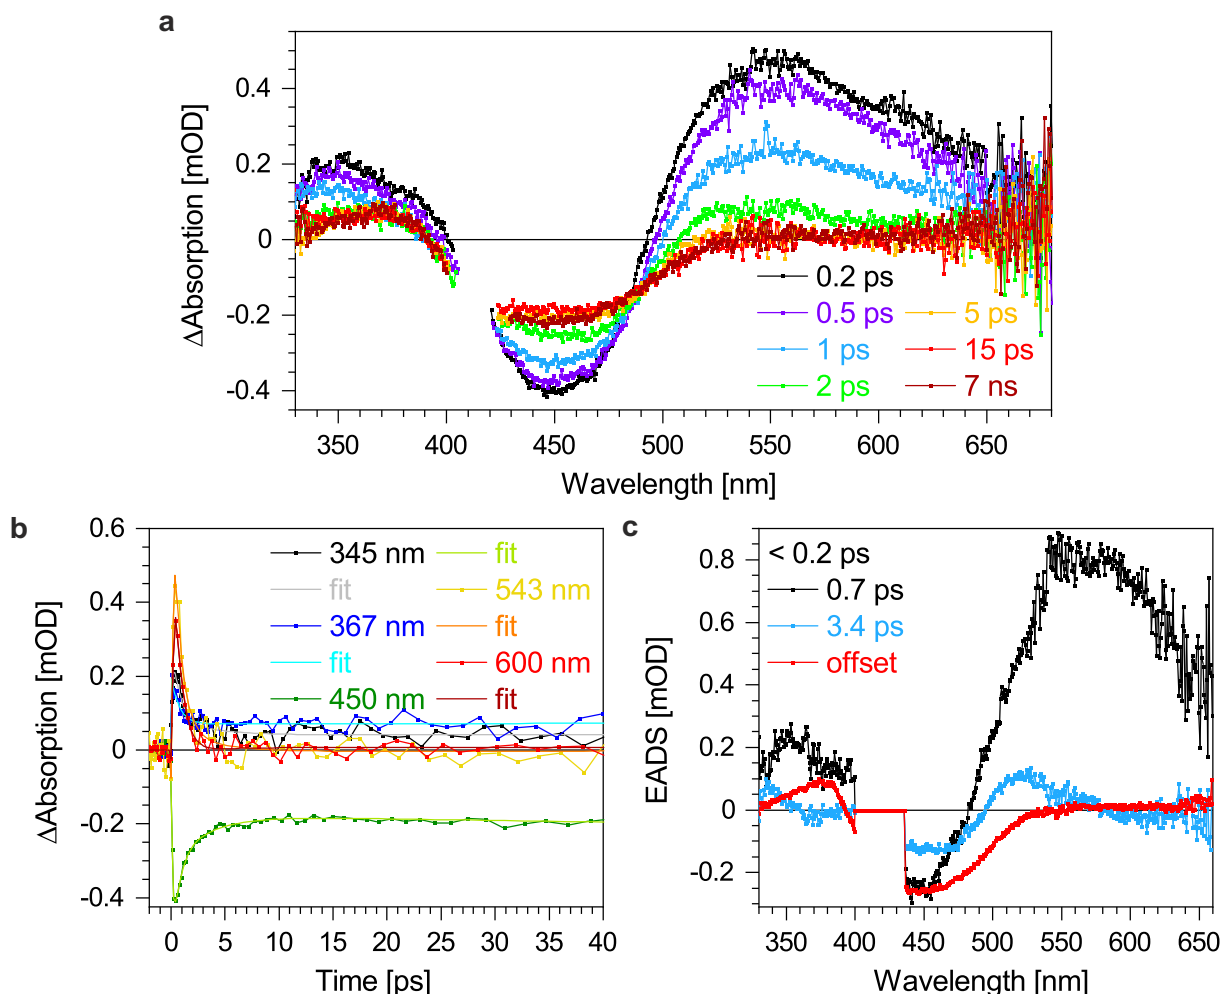 a
ΔAbsorption [mOD]
0.4
0.2
0
-0.2
-0.4
0.2 ps
0.5 ps
5 ps
1 ps
15 ps
2 ps
7 ns
350 400 450 500 550 600 650
Wavelength [nm]
b
ΔAbsorption [mOD]
0.6
0.4
0.2
0
-0.2
-0.4
345 nm
fit
fit
543 nm
367 nm
fit
fit
600 nm
450 nm
fit
0 5 10 15 20 25 30 35 40
Time [ps]
c
EADS [mOD]
0.8
0.6
0.4
0.2
0
-0.2
< 0.2 ps
0.7 ps
3.4 ps
offset
350 400 450 500 550 600 650
Wavelength [nm]